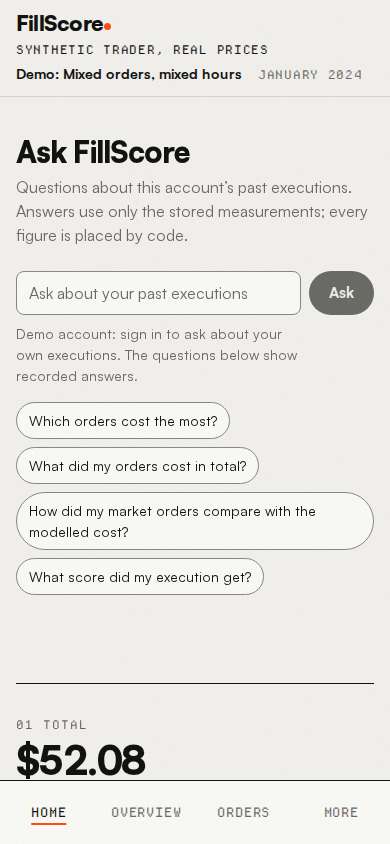 FillScore
SYNTHETIC TRADER, REAL PRICES
Demo: Mixed orders, mixed hours JANUARY 2024
Ask FillScore
Questions about this account's past executions.
Answers use only the stored measurements; every
figure is placed by code.
Ask about your past executions
Ask
Demo account: sign in to ask about your
own executions. The questions below show
recorded answers.
Which orders cost the most?
What did my orders cost in total?
How did my market orders compare with the
modelled cost?
What score did my execution get?
01 TOTAL
$52.08
HOME OVERVIEW ORDERS MORE